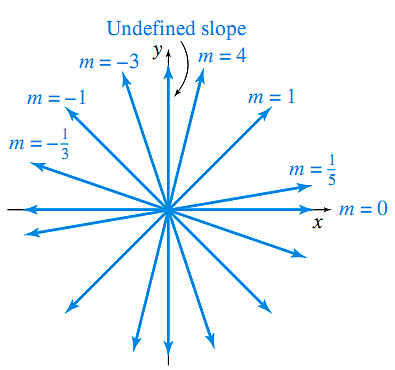 Undefined slope
m = −3
y
m = 4
m = −1
m = 1
m = −1/3
m = 1/5
x
m = 0